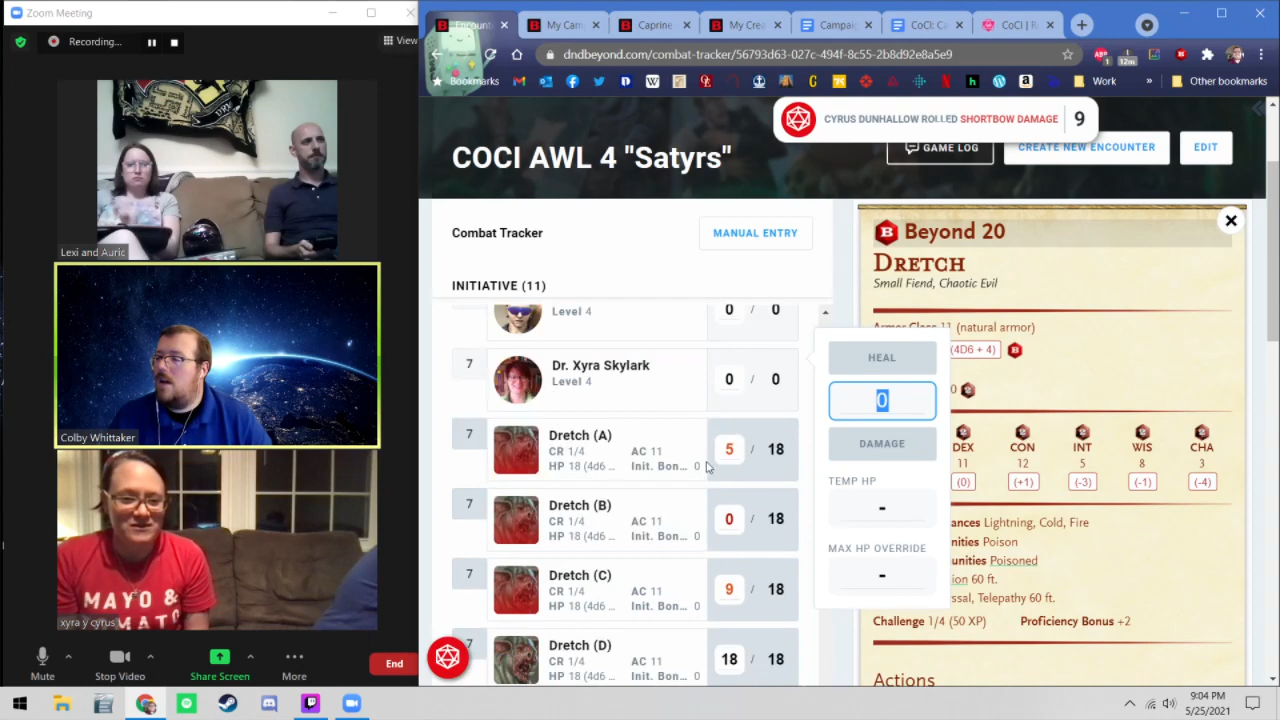 Zoom Meeting
Recording...
View
Lexi and Auric
Colby Whittaker
MAYO &
xyra y cyrus
Mute
Stop Video
Share Screen
More
End
Encount
My Cam
Caprine
My Crea
Campai
CoCI: Ca
CoCI | R
dndbeyond.com/combat-tracker/56793d63-027c-494f-8c55-2b8d92e8a5e9
Bookmarks
Work
»
Other bookmarks
CYRUS DUNHALLOW ROLLED SHORTBOW DAMAGE 9
COCI AWL 4 "Satyrs"
GAME LOG
CREATE NEW ENCOUNTER
EDIT
Combat Tracker
MANUAL ENTRY
INITIATIVE (11)
Level 4
0 / 0
7
Dr. Xyra Skylark
Level 4
0 / 0
7
Dretch (A)
CR 1/4 AC 11
HP 18 (4d6 ... Init. Bon... 0
5 / 18
7
Dretch (B)
CR 1/4 AC 11
HP 18 (4d6 ... Init. Bon... 0
0 / 18
7
Dretch (C)
CR 1/4 AC 11
HP 18 (4d6 ... Init. Bon... 0
9 / 18
7
Dretch (D)
CR 1/4 AC 11
HP 18 (4d6 ... Init. Bon... 0
18 / 18
HEAL
0
DAMAGE
TEMP HP
-
MAX HP OVERRIDE
-
Beyond 20
DRETCH
Small Fiend, Chaotic Evil
Armor Class 11 (natural armor)
(4D6 + 4)
0
DEX CON INT WIS CHA
11 12 5 8 3
(0) (+1) (-3) (-1) (-4)
ances Lightning, Cold, Fire
nities Poison
unities Poisoned
ion 60 ft.
ssal, Telepathy 60 ft.
Challenge 1/4 (50 XP) Proficiency Bonus +2
Actions
9:04 PM
5/25/2021